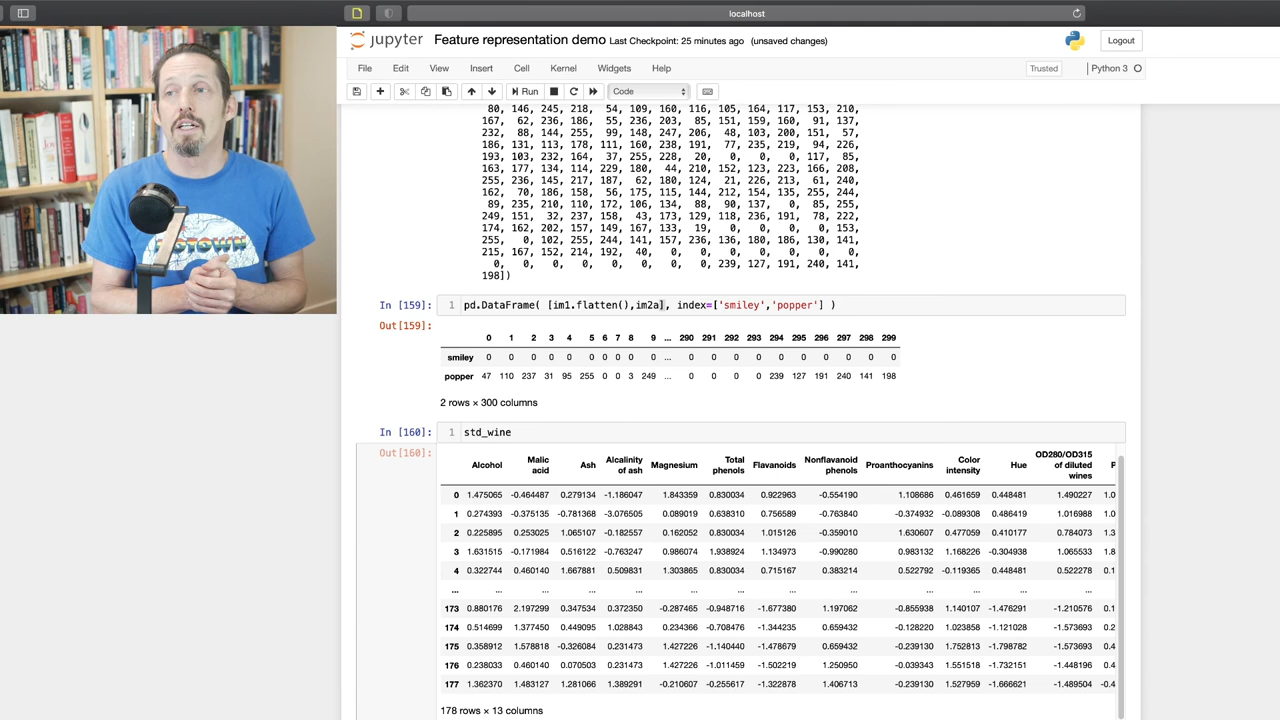 localhost
jupyter Feature representation demo Last Checkpoint: 25 minutes ago (unsaved changes) Logout
File Edit View Insert Cell Kernel Widgets Help Trusted Python 3
Run Code
80, 146, 245, 218, 54, 109, 160, 116, 105, 164, 117, 153, 210,
167, 62, 236, 186, 55, 236, 203, 85, 151, 159, 160, 91, 137,
232, 88, 144, 255, 99, 148, 247, 206, 48, 103, 200, 151, 57,
186, 131, 113, 178, 111, 160, 238, 191, 77, 235, 219, 94, 226,
193, 103, 232, 164, 37, 255, 228, 20, 0, 0, 0, 117, 85,
163, 177, 134, 114, 229, 180, 44, 210, 152, 123, 223, 166, 208,
255, 236, 145, 217, 187, 62, 180, 124, 21, 226, 213, 61, 240,
162, 70, 186, 158, 56, 175, 115, 144, 212, 154, 135, 255, 244,
89, 235, 210, 110, 172, 106, 134, 88, 90, 137, 0, 85, 255,
249, 151, 32, 237, 158, 43, 173, 129, 118, 236, 191, 78, 222,
174, 162, 202, 157, 149, 167, 133, 19, 0, 0, 0, 0, 153,
255, 0, 102, 255, 244, 141, 157, 236, 136, 180, 186, 130, 141,
215, 167, 152, 214, 192, 40, 0, 0, 0, 0, 0, 0, 0,
0, 0, 0, 0, 0, 0, 0, 0, 239, 127, 191, 240, 141,
198])
In [159]: 1 pd.DataFrame( [im1.flatten(),im2a], index=['smiley','popper'] )
Out[159]:
0 1 2 3 4 5 6 7 8 9 ... 290 291 292 293 294 295 296 297 298 299
smiley 0 0 0 0 0 0 0 0 0 0 ... 0 0 0 0 0 0 0 0 0 0
popper 47 110 237 31 95 255 0 0 3 249 ... 0 0 0 0 239 127 191 240 141 198
2 rows × 300 columns
In [160]: 1 std_wine
Out[160]:
Alcohol Malic acid Ash Alcalinity of ash Magnesium Total phenols Flavanoids Nonflavanoid phenols Proanthocyanins Color intensity Hue OD280/OD315 of diluted wines P
0 1.475065 -0.464487 0.279134 -1.186047 1.843359 0.830034 0.922963 -0.554190 1.108686 0.461659 0.448481 1.490227 1.0
1 0.274393 -0.375135 -0.781368 -3.076505 0.089019 0.638310 0.756589 -0.763840 -0.374932 -0.089308 0.486419 1.016988 1.0
2 0.225895 0.253025 1.065107 -0.182557 0.162052 0.830034 1.015126 -0.359010 1.630607 0.477059 0.410177 0.784073 1.3
3 1.631515 -0.171984 0.516122 -0.763247 0.986074 1.938924 1.134973 -0.990280 0.983132 1.168226 -0.304938 1.065533 1.8
4 0.322744 0.460140 1.667881 0.509831 1.303865 0.830034 0.715167 0.383214 0.522792 -0.119365 0.448481 0.522278 0.1
... ... ... ... ... ... ... ... ... ... ... ... ...
173 0.880176 2.197299 0.347534 0.372350 -0.287465 -0.948716 -1.677380 1.197062 -0.855938 1.140107 -1.476291 -1.210576 0.1
174 0.514699 1.377450 0.449095 1.028843 0.234366 -0.708476 -1.344235 0.659432 -0.128220 1.023858 -1.121028 -1.573693 0.2
175 0.358912 1.578818 -0.326084 0.231473 1.427226 -1.140440 -1.478679 0.659432 -0.239130 1.752813 -1.798782 -1.573693 0.4
176 0.238033 0.460140 0.070503 0.231473 1.427226 -1.011459 -1.502219 1.250950 -0.039343 1.551518 -1.732151 -1.448196 0.4
177 1.362370 1.483127 1.281066 1.389291 -0.210607 -0.255617 -1.322878 1.406713 -0.239130 1.527959 -1.666621 -1.489504 -0.4
178 rows × 13 columns